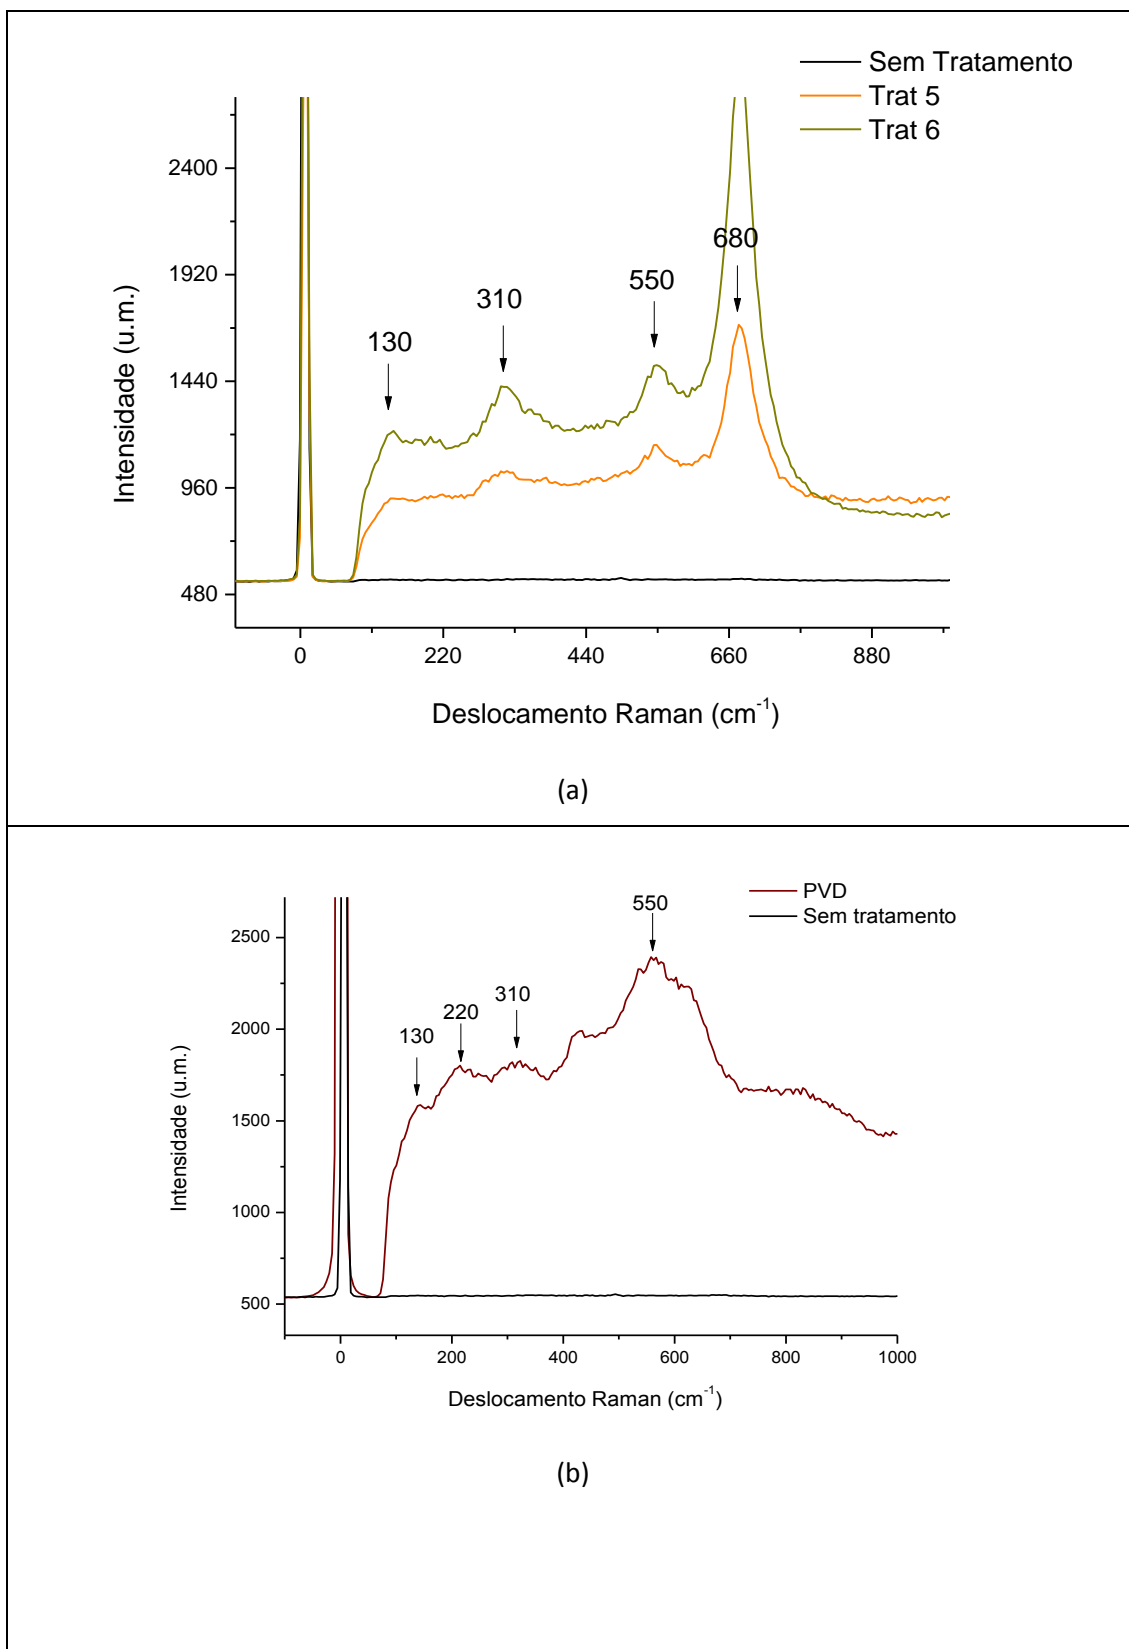 Sem Tratamento
Trat 5
Trat 6
2400
1920
1440
960
480
Intensidade (u.m.)
130
310
550
680
0
220
440
660
880
Deslocamento Raman (cm⁻¹)
(a)
PVD
Sem tratamento
2500
2000
1500
1000
500
Intensidade (u.m.)
130
220
310
550
0
200
400
600
800
1000
Deslocamento Raman (cm⁻¹)
(b)